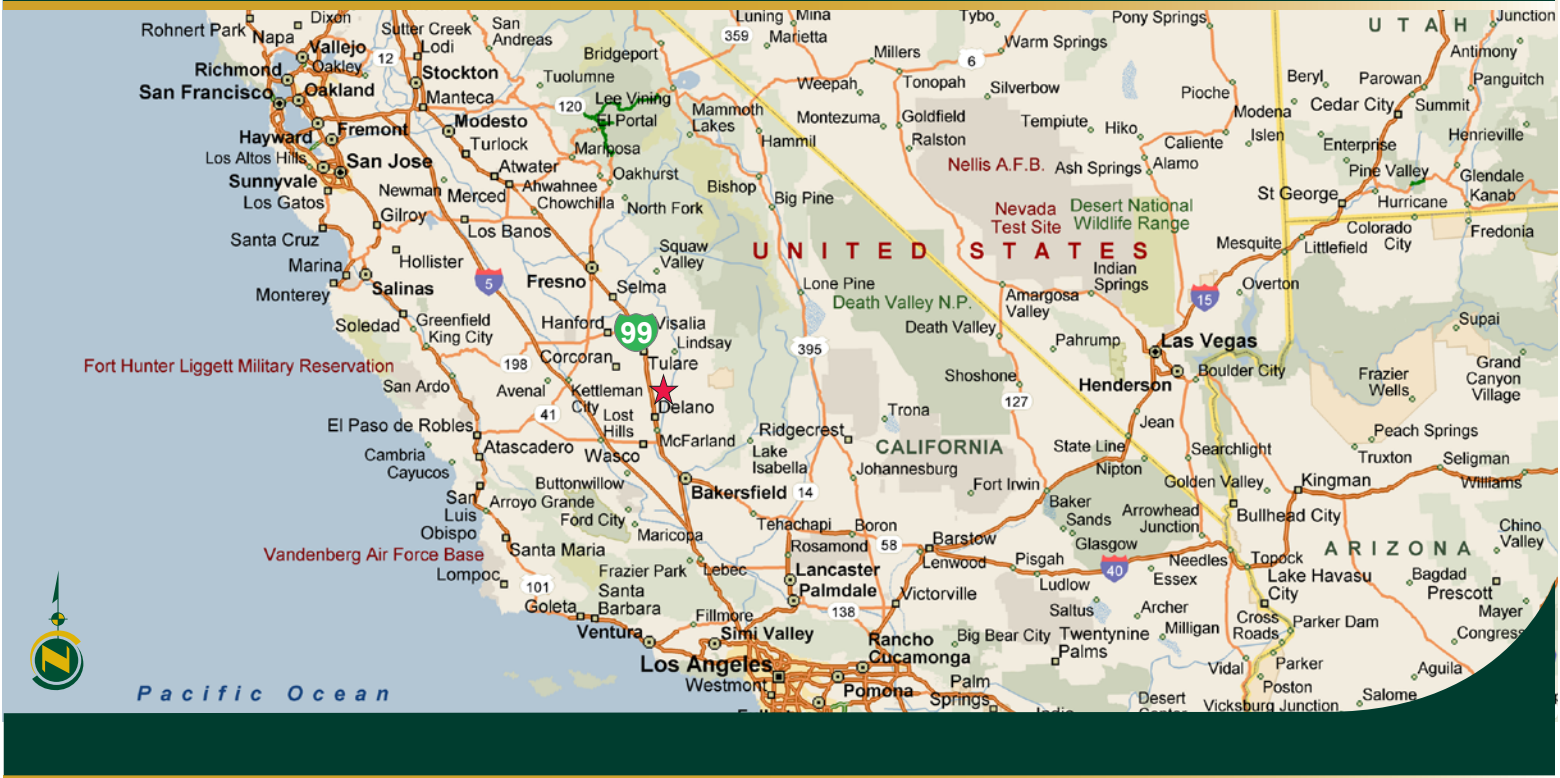 Rohnert Park
Napa
Dixon
Sutter Creek
San
Andreas
Luning
Mina
Tybo
Pony Springs
U T A H
Junction
Vallejo
Lodi
Bridgeport
359
Marietta
Warm Springs
Antimony
Richmond
Oakley
12
Stockton
Tuolumne
Millers
6
Beryl
Parowan
Panguitch
San Francisco
Oakland
Manteca
120
Lee Vining
Weepah
Tonopah
Silverbow
Pioche
Cedar City
Summit
Hayward
Fremont
Modesto
El Portal
Mammoth
Lakes
Montezuma
Goldfield
Tempiute
Hiko
Modena
Islen
Henrieville
Los Altos Hills
San Jose
Turlock
Mariposa
Hammil
Ralston
Caliente
Enterprise
Sunnyvale
Atwater
Oakhurst
Nellis A.F.B.
Ash Springs
Alamo
Pine Valley
Glendale
Los Gatos
Newman
Merced
Ahwahnee
Chowchilla
Bishop
Big Pine
St George
Hurricane
Kanab
Gilroy
Los Banos
North Fork
Nevada
Test Site
Desert National
Wildlife Range
Colorado
City
Fredonia
Santa Cruz
Hollister
Squaw
Valley
UNITED STATES
Mesquite
Littlefield
Marina
Monterey
Salinas
5
Fresno
Selma
Lone Pine
Death Valley N.P.
Amargosa
Valley
Indian
Springs
15
Overton
Soledad
Greenfield
King City
Hanford
99
Visalia
Lindsay
Death Valley
Pahrump
Las Vegas
Supai
Fort Hunter Liggett Military Reservation
198
Corcoran
Tulare
395
Shoshone
Henderson
Boulder City
Frazier
Wells
Grand
Canyon
Village
San Ardo
Avenal
Kettleman
City
41
Lost
Hills
Delano
Trona
127
Jean
El Paso de Robles
Atascadero
Wasco
McFarland
Ridgecrest
CALIFORNIA
State Line
Searchlight
Peach Springs
Cambria
Cayucos
Lake
Isabella
Johannesburg
Nipton
Truxton
Seligman
Buttonwillow
Bakersfield
14
Fort Irwin
Golden Valley
Kingman
Williams
San
Luis
Obispo
Arroyo Grande
Ford City
Maricopa
Tehachapi
Boron
Baker
Sands
Glasgow
Arrowhead
Junction
Bullhead City
Chino
Valley
Vandenberg Air Force Base
Santa Maria
Rosamond
58
Barstow
Lenwood
Pisgah
40
Needles
Topock
ARIZONA
Lompoc
Frazier Park
Lebec
Lancaster
Palmdale
Ludlow
Essex
Lake Havasu
City
Bagdad
Prescott
101
Santa
Barbara
Goleta
Fillmore
138
Victorville
Saltus
Archer
Milligan
Cross
Roads
Parker Dam
Mayer
Congress
Ventura
Simi Valley
Rancho
Cucamonga
Big Bear City
Twentynine
Palms
Vidal
Parker
Aguila
Los Angeles
Westmont
Pomona
Palm
Springs
Desert
Poston
Salome
Vicksburg Junction
N
Pacific Ocean